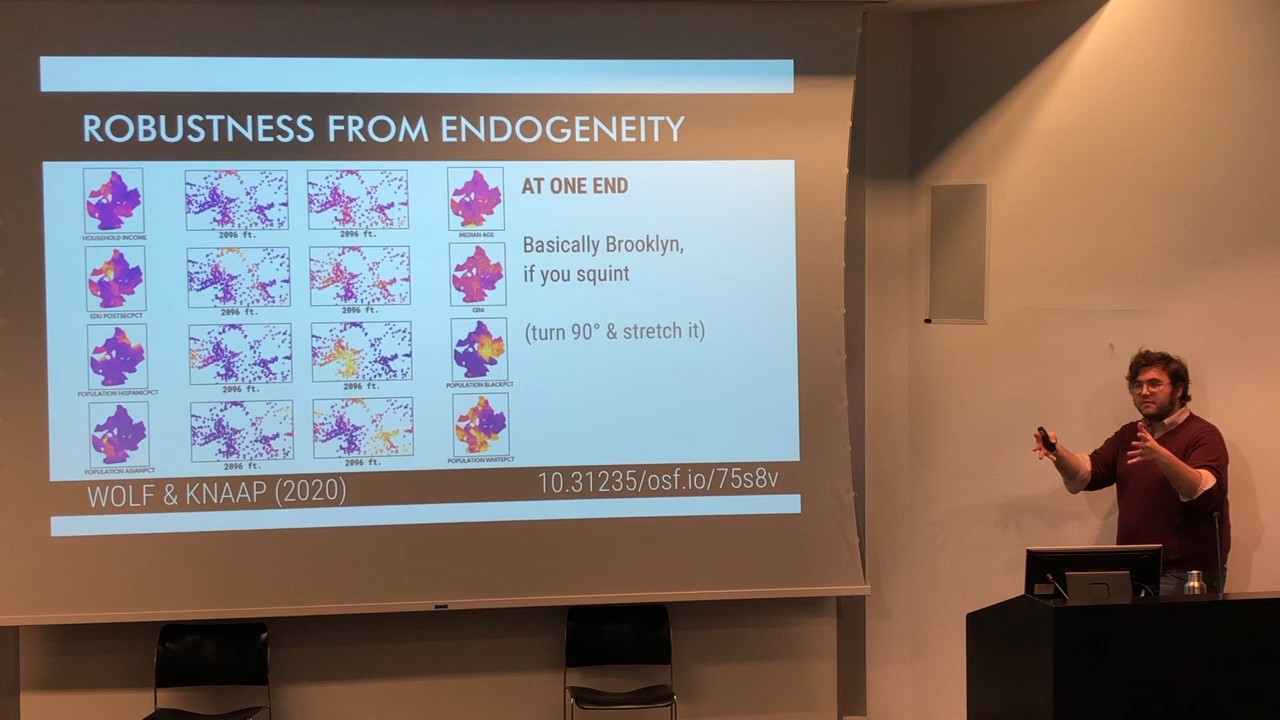 ROBUSTNESS FROM ENDOGENEITY
HOUSEHOLD INCOME
2096 ft.
2096 ft.
MEDIAN AGE
EDU POSTSECPCT
2096 ft.
2096 ft.
GINI
POPULATION HISPANICPCT
2096 ft.
2096 ft.
POPULATION BLACKPCT
POPULATION ASIANPCT
2096 ft.
2096 ft.
POPULATION WHITEPCT
AT ONE END
Basically Brooklyn,
if you squint
(turn 90° & stretch it)
WOLF & KNAAP (2020)
10.31235/osf.io/75s8v